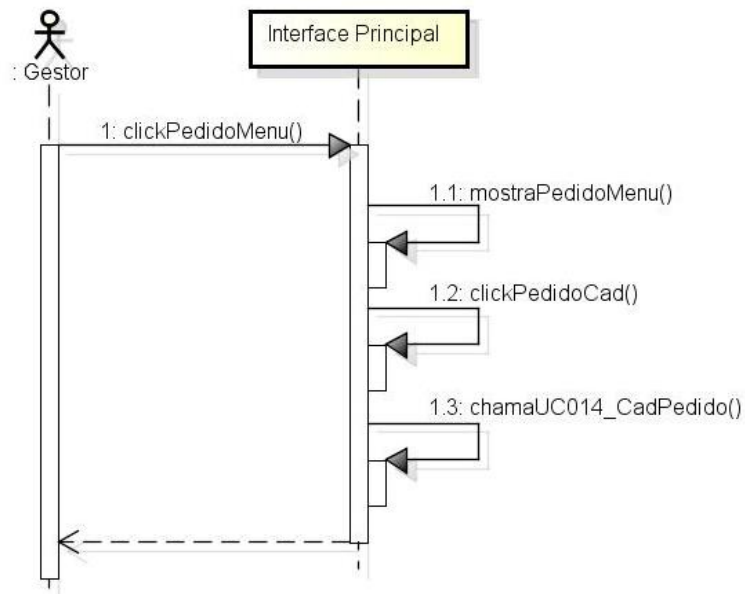 Interface Principal
: Gestor
1: clickPedidoMenu()
1.1: mostraPedidoMenu()
1.2: clickPedidoCad()
1.3: chamaUC014_CadPedido()